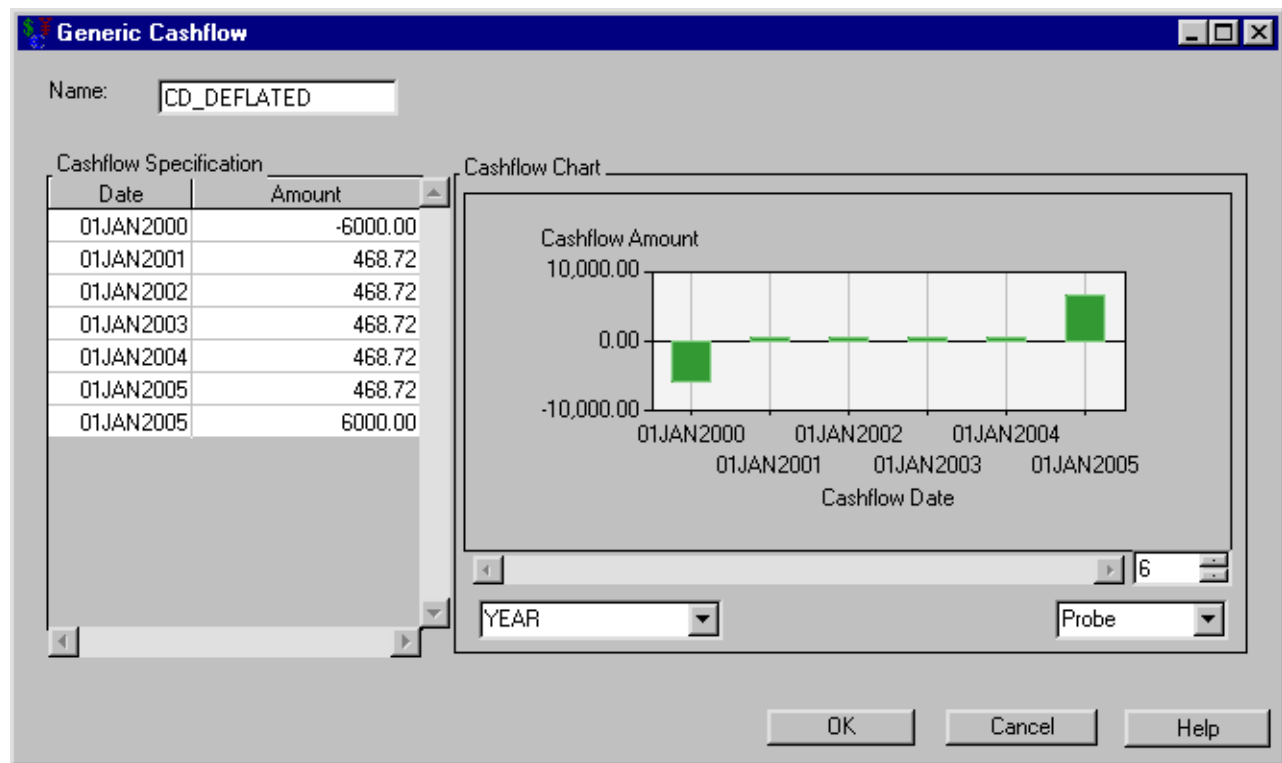 Generic Cashflow
Name: CD_DEFLATED
Cashflow Specification
Date Amount
01JAN2000 -6000.00
01JAN2001 468.72
01JAN2002 468.72
01JAN2003 468.72
01JAN2004 468.72
01JAN2005 468.72
01JAN2005 6000.00
Cashflow Chart
Cashflow Amount
10,000.00
0.00
-10,000.00
01JAN2000 01JAN2002 01JAN2004
01JAN2001 01JAN2003 01JAN2005
Cashflow Date
6
YEAR Probe
OK Cancel Help